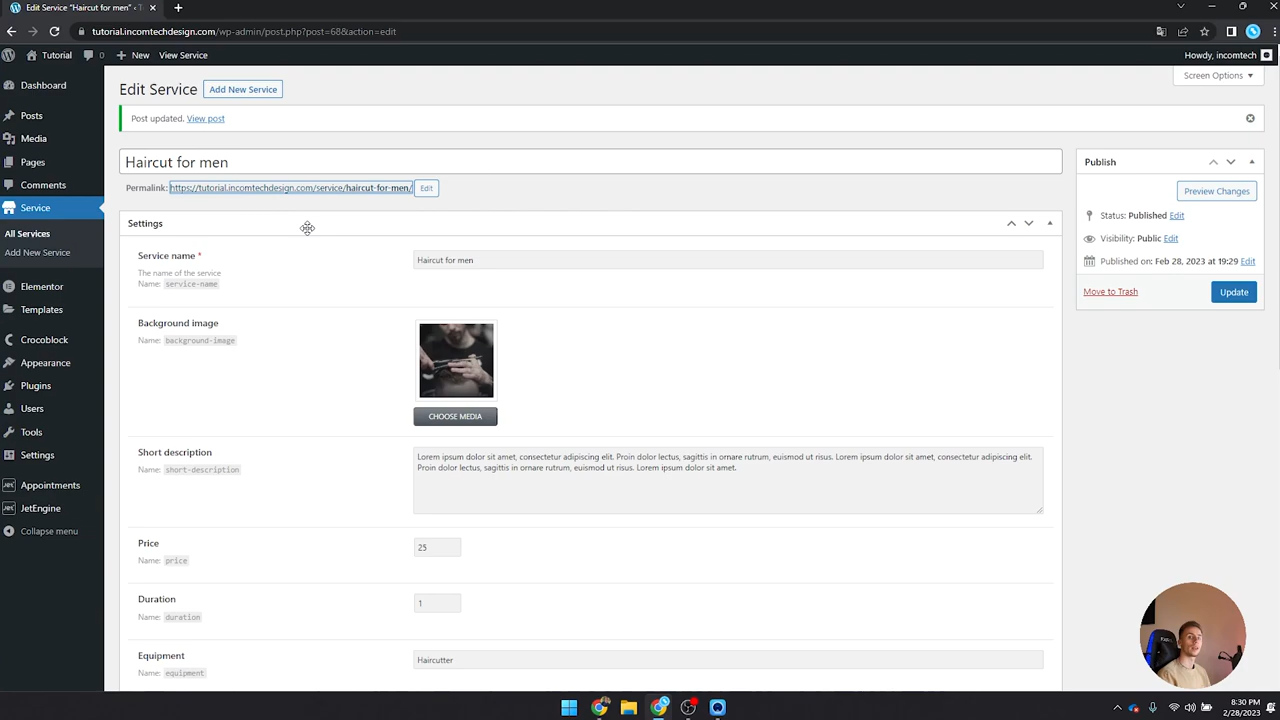 Edit Service "Haircut for men" ‹ T
tutorial.incomtechdesign.com/wp-admin/post.php?post=68&action=edit
Tutorial
0
New
View Service
Howdy, incomtech
Screen Options
Dashboard
Posts
Media
Pages
Comments
Service
All Services
Add New Service
Elementor
Templates
Crocoblock
Appearance
Plugins
Users
Tools
Settings
Appointments
JetEngine
Collapse menu
Edit Service
Add New Service
Post updated. View post
Haircut for men
Permalink: https://tutorial.incomtechdesign.com/service/haircut-for-men/ Edit
Settings
Service name *
The name of the service
Name: service-name
Haircut for men
Background image
Name: background-image
CHOOSE MEDIA
Short description
Name: short-description
Lorem ipsum dolor sit amet, consectetur adipiscing elit. Proin dolor lectus, sagittis in ornare rutrum, euismod ut risus. Lorem ipsum dolor sit amet, consectetur adipiscing elit.
Proin dolor lectus, sagittis in ornare rutrum, euismod ut risus. Lorem ipsum dolor sit amet.
Price
Name: price
25
Duration
Name: duration
1
Equipment
Name: equipment
Haircutter
Publish
Preview Changes
Status: Published Edit
Visibility: Public Edit
Published on: Feb 28, 2023 at 19:29 Edit
Move to Trash
Update
8:30 PM
2/28/2023